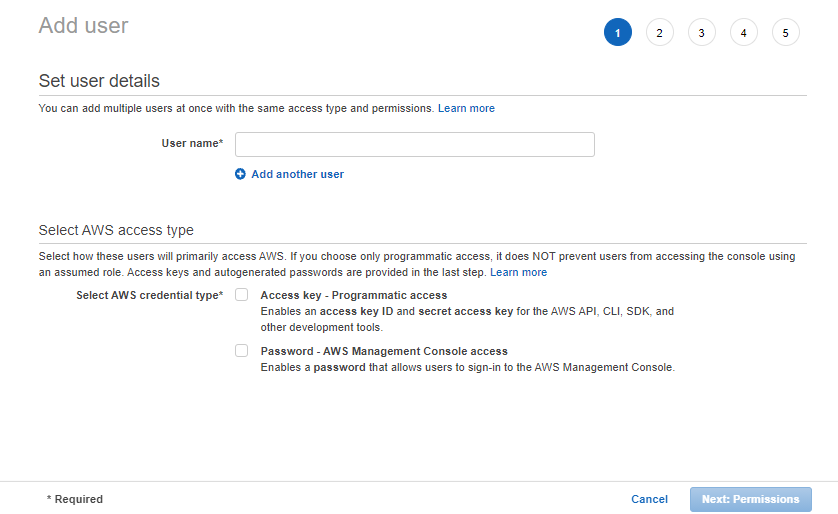 Add user
1 2 3 4 5
Set user details
You can add multiple users at once with the same access type and permissions. Learn more
User name*
Add another user
Select AWS access type
Select how these users will primarily access AWS. If you choose only programmatic access, it does NOT prevent users from accessing the console using
an assumed role. Access keys and autogenerated passwords are provided in the last step. Learn more
Select AWS credential type* Access key - Programmatic access
Enables an access key ID and secret access key for the AWS API, CLI, SDK, and
other development tools.
Password - AWS Management Console access
Enables a password that allows users to sign-in to the AWS Management Console.
* Required Cancel Next: Permissions